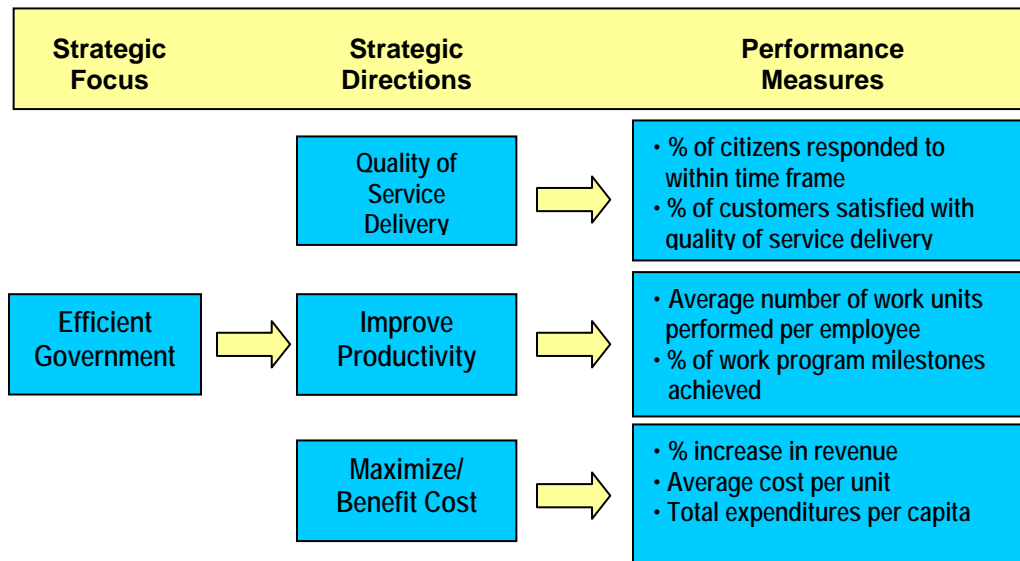 Strategic
Focus
Strategic
Directions
Performance
Measures
Quality of
Service
Delivery
• % of citizens responded to
within time frame
• % of customers satisfied with
quality of service delivery
Efficient
Government
Improve
Productivity
• Average number of work units
performed per employee
• % of work program milestones
achieved
Maximize/
Benefit Cost
• % increase in revenue
• Average cost per unit
• Total expenditures per capita